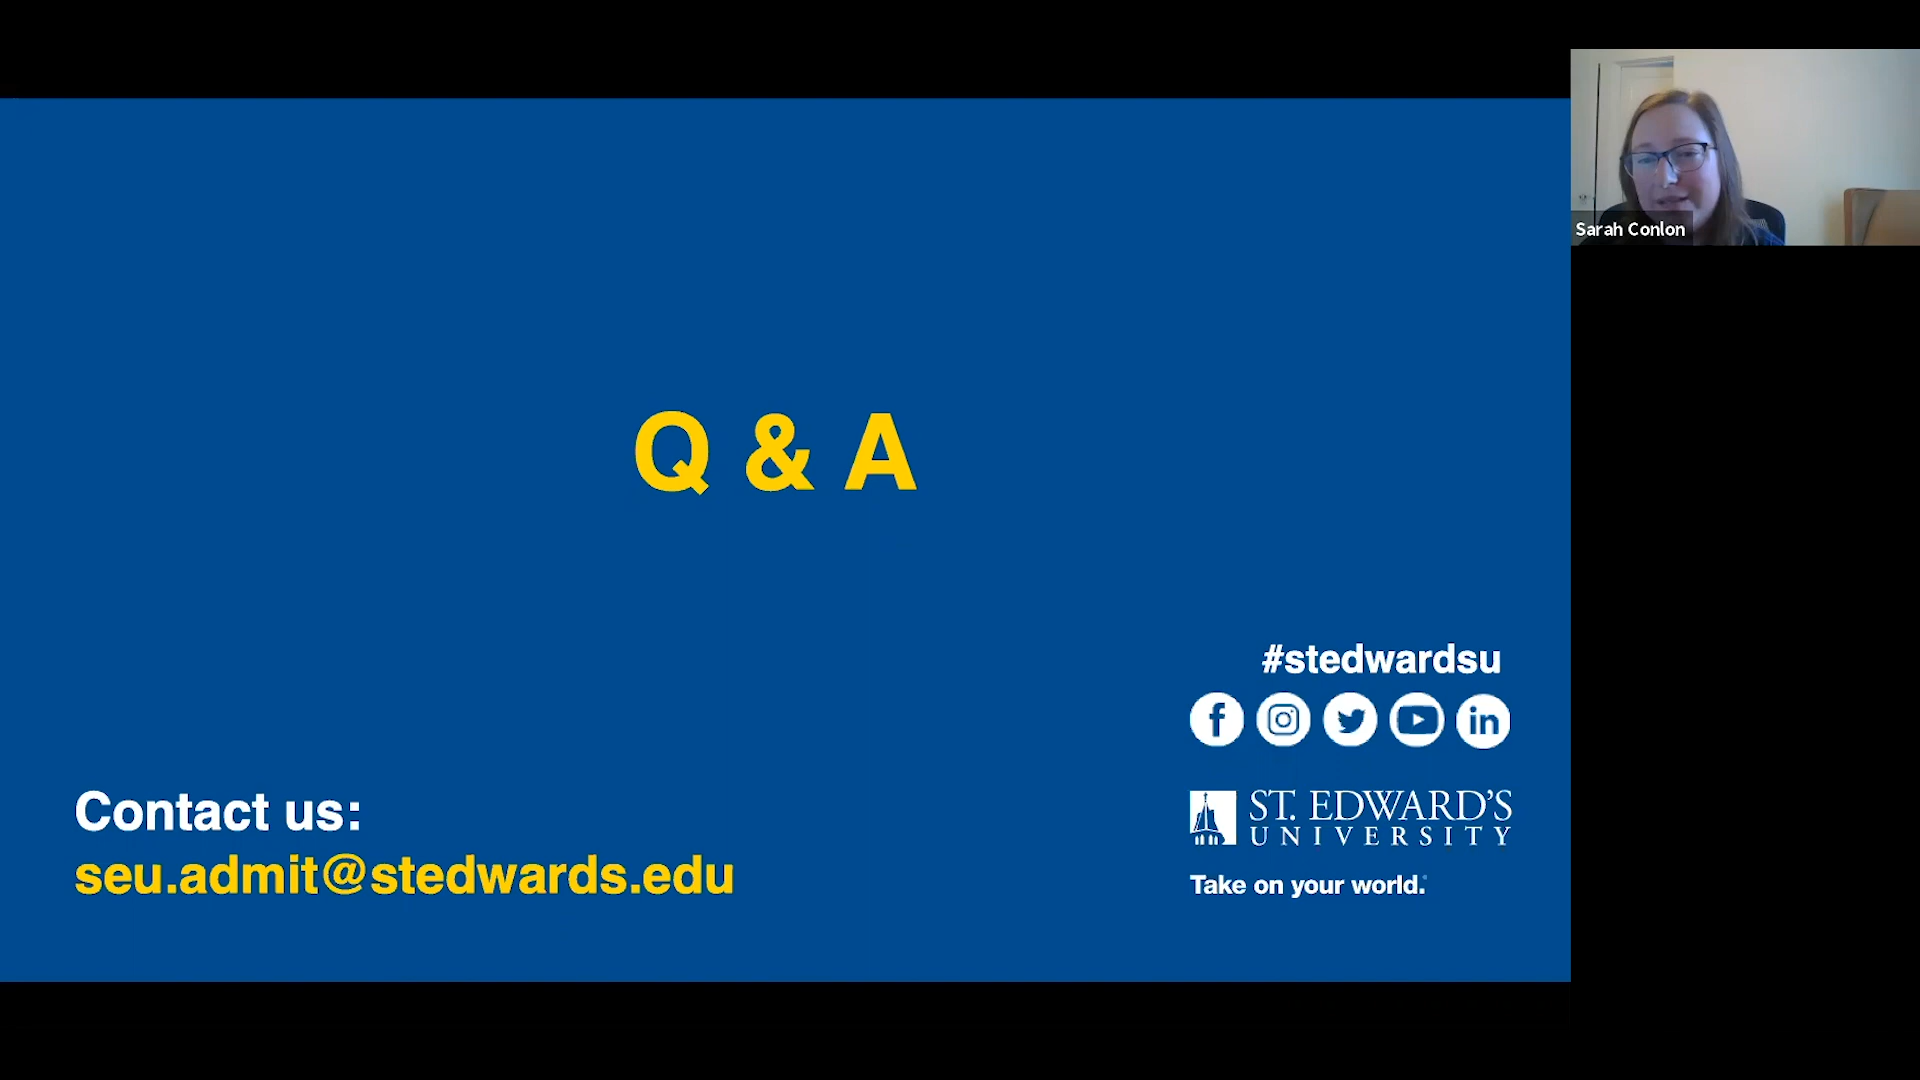 Sarah Conlon
Q & A
#stedwardsu
ST. EDWARD'S
UNIVERSITY
Take on your world.
Contact us:
seu.admit@stedwards.edu